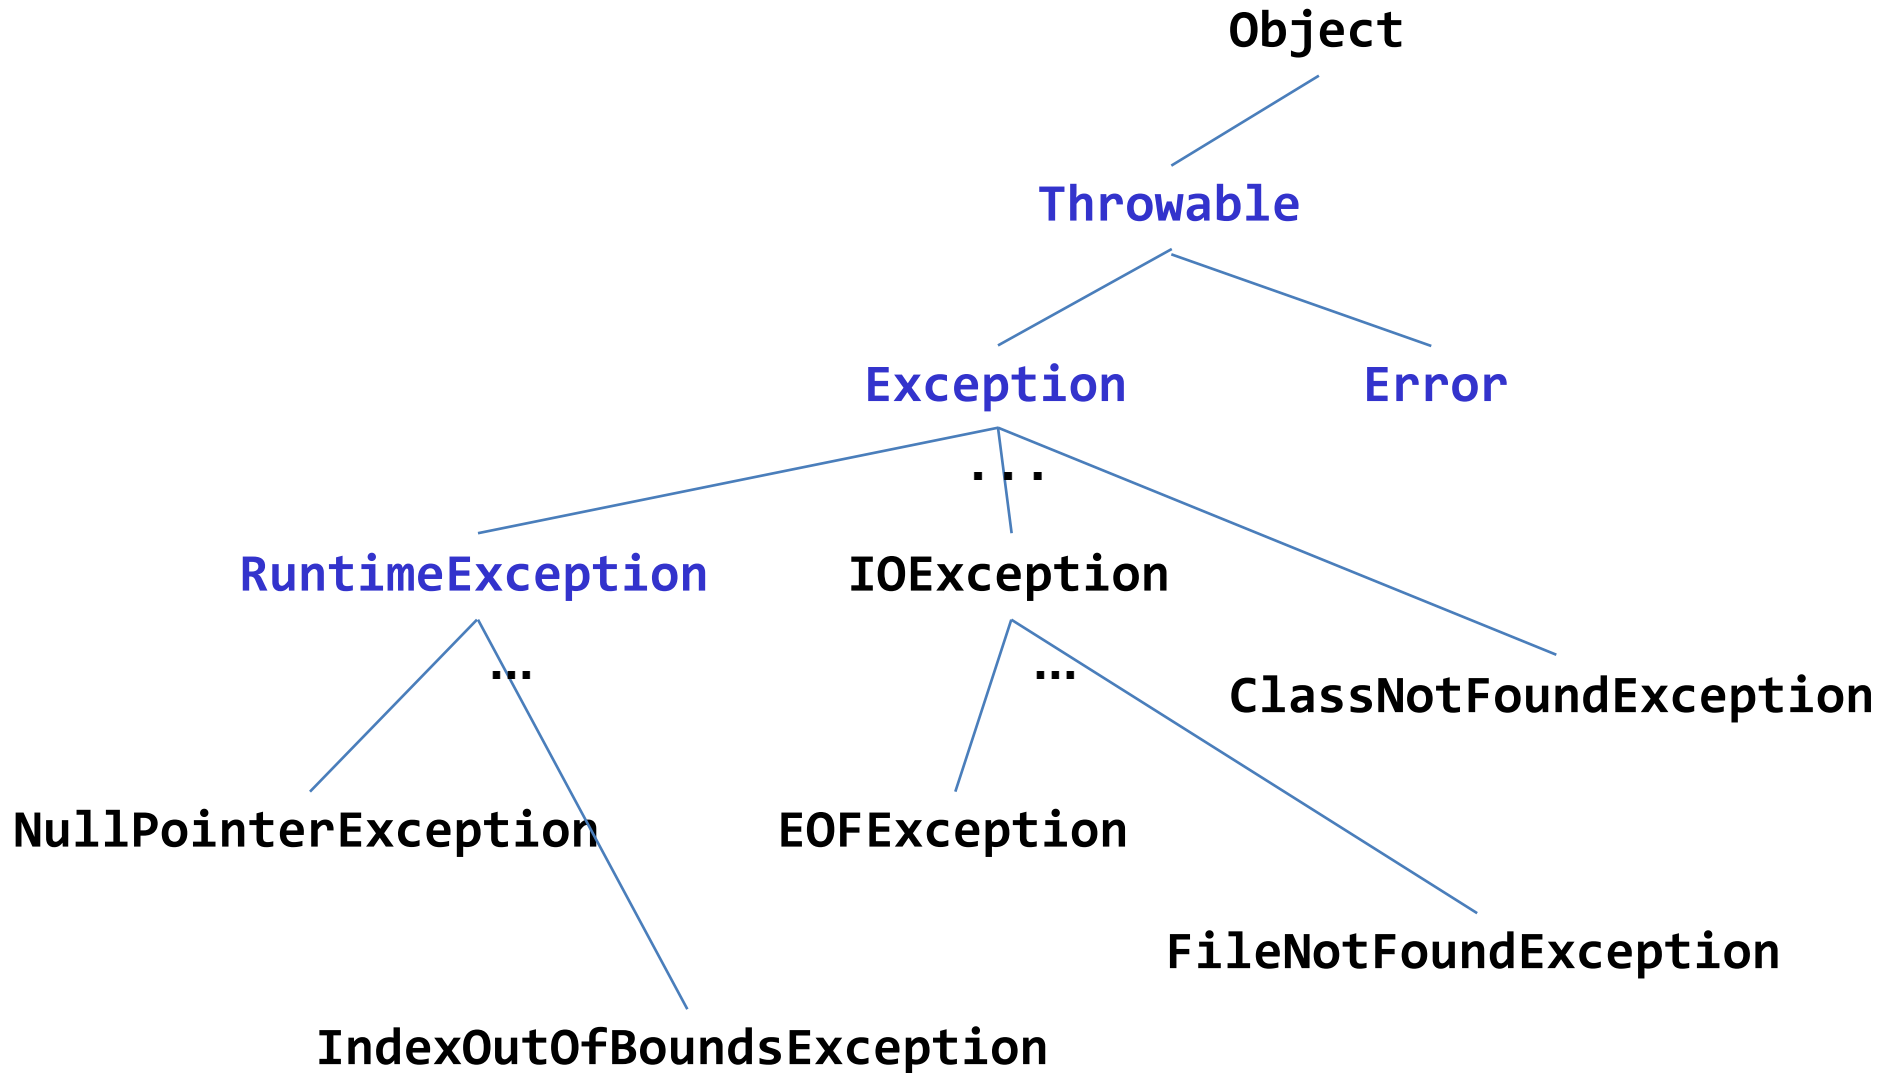 Object
Throwable
Exception Error
...
RuntimeException IOException
… …
ClassNotFoundException
NullPointerException EOFException
FileNotFoundException
IndexOutOfBoundsException